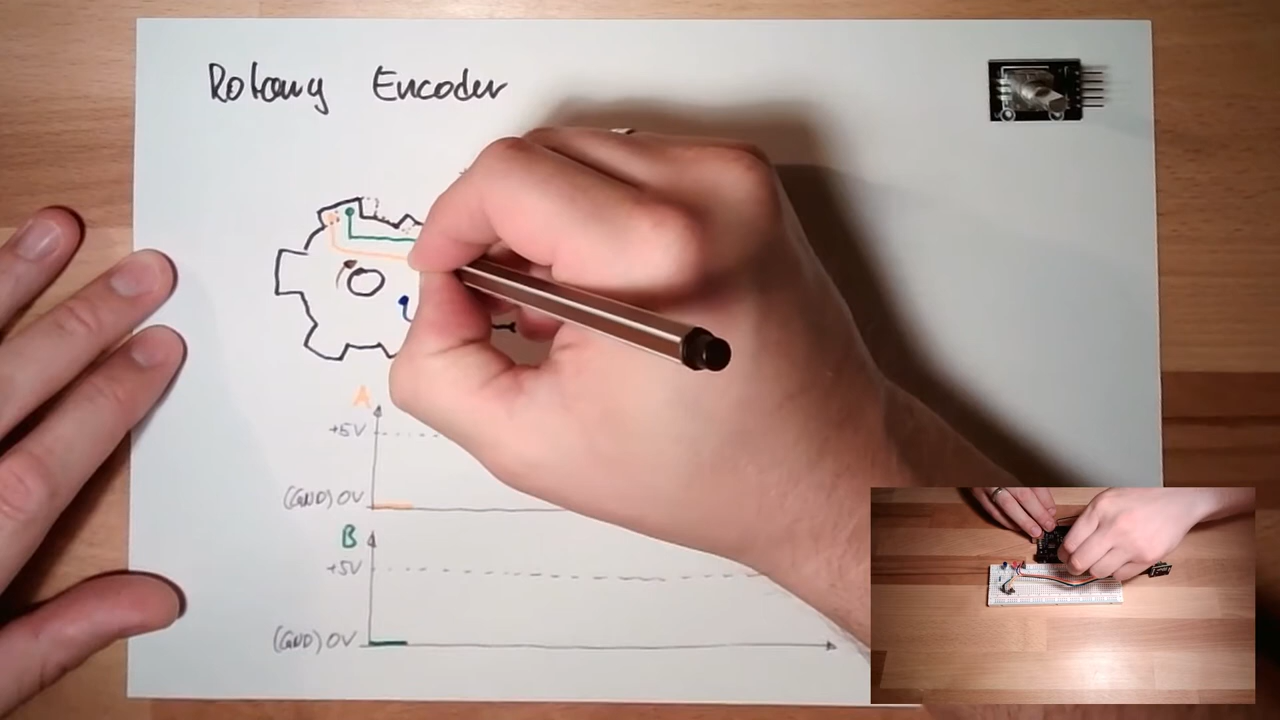 Rotary Encoder
A
+5V
(GND) 0V
B
+5V
(GND) 0V